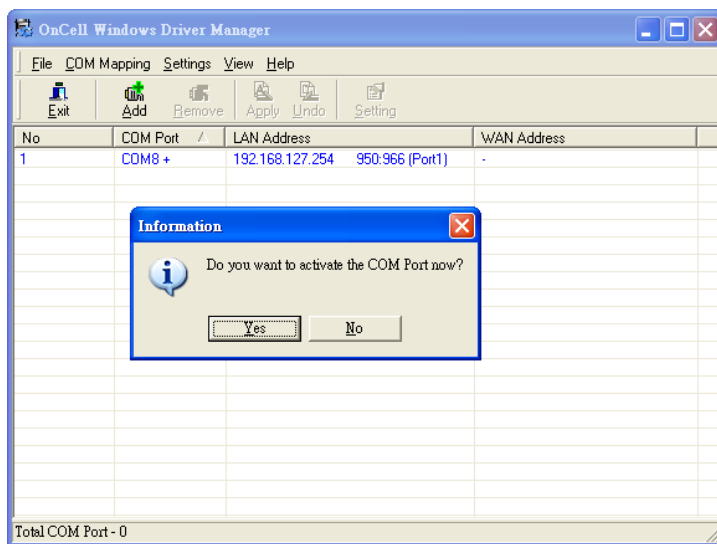 OnCell Windows Driver Manager
File COM Mapping Settings View Help
Exit Add Remove Apply Undo Setting
No COM Port LAN Address WAN Address
1 COM8 + 192.168.127.254 950:966 (Port1) -
Information
Do you want to activate the COM Port now?
Yes No
Total COM Port - 0